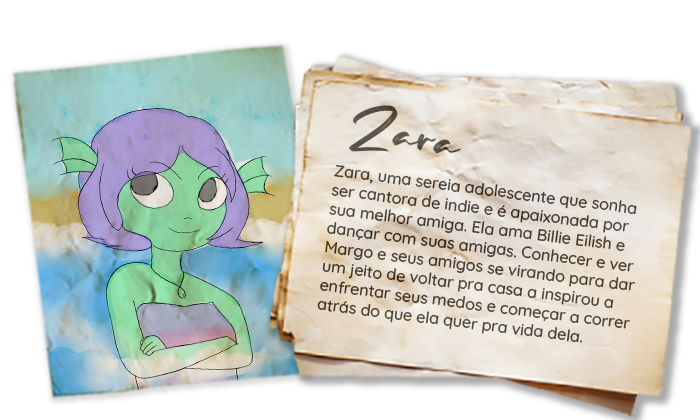 Zara
Zara, uma sereia adolescente que sonha
ser cantora de indie e é apaixonada por
sua melhor amiga. Ela ama Billie Eilish e
dançar com suas amigas. Conhecer e ver
Margo e seus amigos se virando para dar
um jeito de voltar pra casa a inspirou a
enfrentar seus medos e começar a correr
atrás do que ela quer pra vida dela.